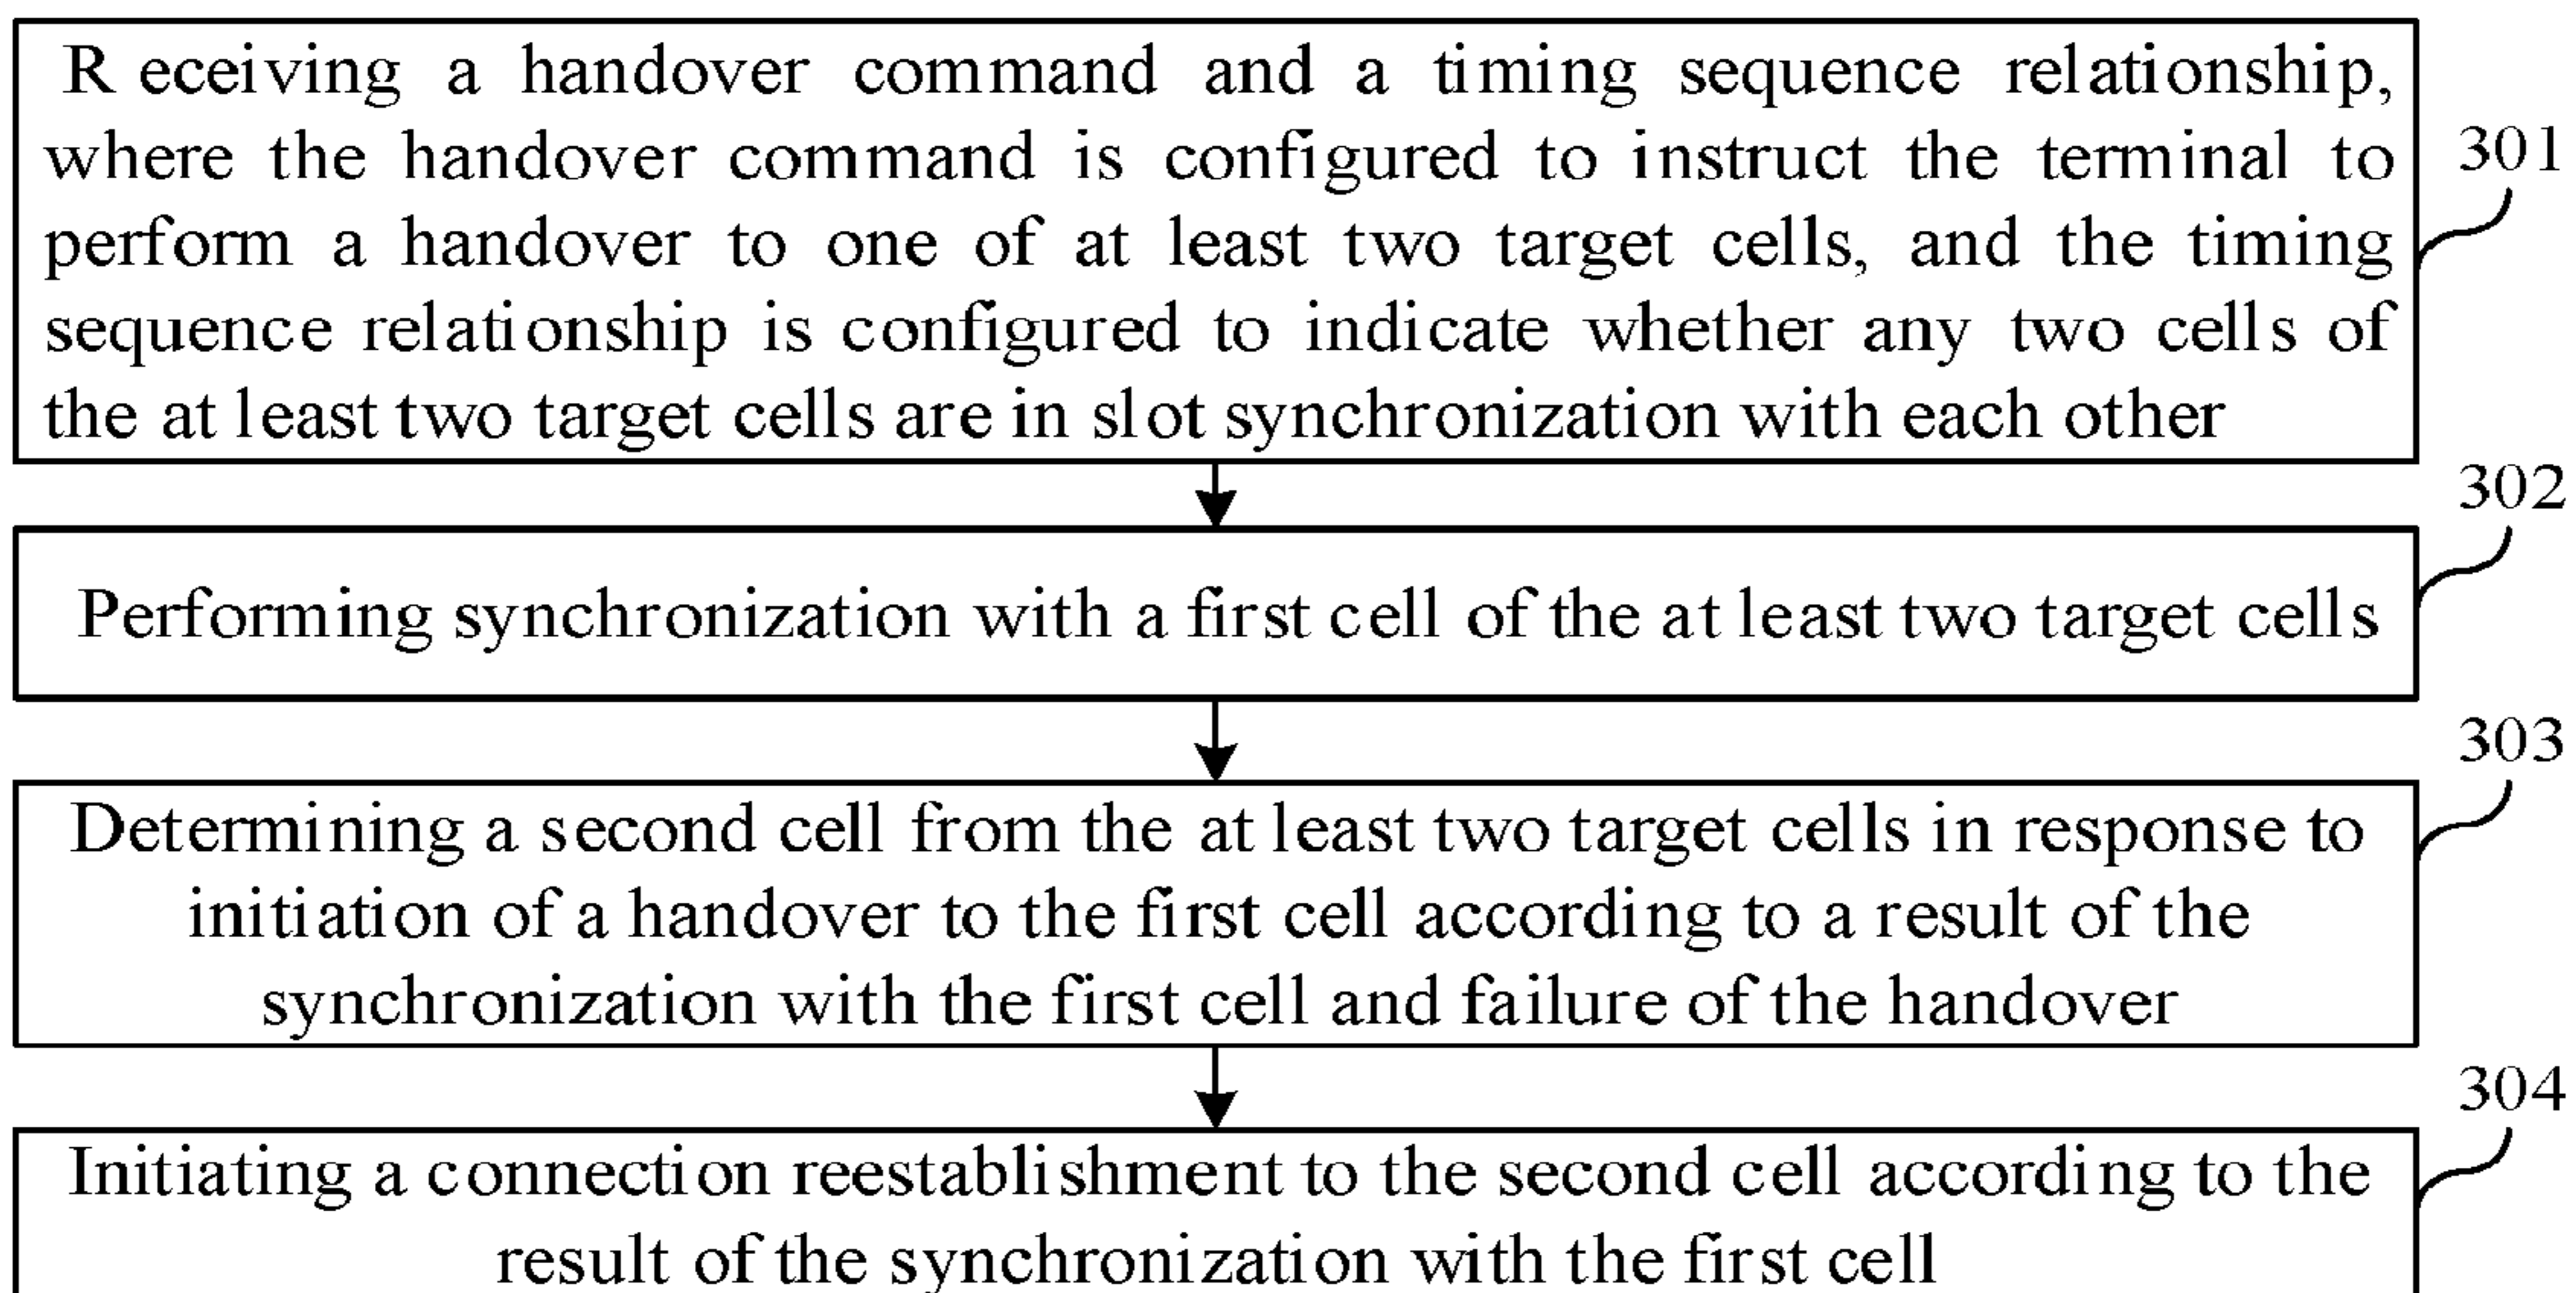 R eceiving a handover command and a timing sequence relationship,
where the handover command is configured to instruct the terminal to
perform a handover to one of at least two target cells, and the timing
sequence relationship is configured to indicate whether any two cells of
the at least two target cells are in slot synchronization with each other
301
302
Performing synchronization with a first cell of the at least two target cells
303
Determining a second cell from the at least two target cells in response to
initiation of a handover to the first cell according to a result of the
synchronization with the first cell and failure of the handover
304
Initiating a connection reestablishment to the second cell according to the
result of the synchronization with the first cell